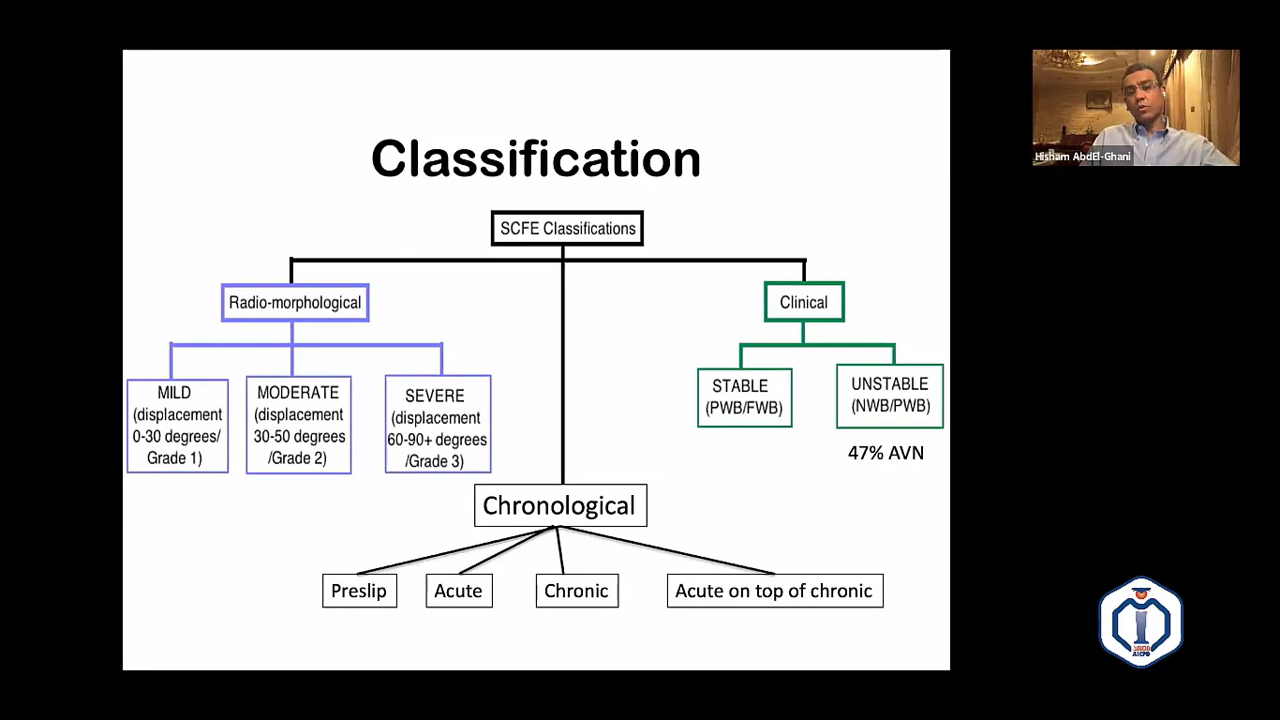 Classification
SCFE Classifications
Radio-morphological
Clinical
MILD
(displacement
0-30 degrees/
Grade 1)
MODERATE
(displacement
30-50 degrees
/Grade 2)
SEVERE
(displacement
60-90+ degrees
/Grade 3)
STABLE
(PWB/FWB)
UNSTABLE
(NWB/PWB)
47% AVN
Chronological
Preslip
Acute
Chronic
Acute on top of chronic
Hisham AbdEl-Ghani